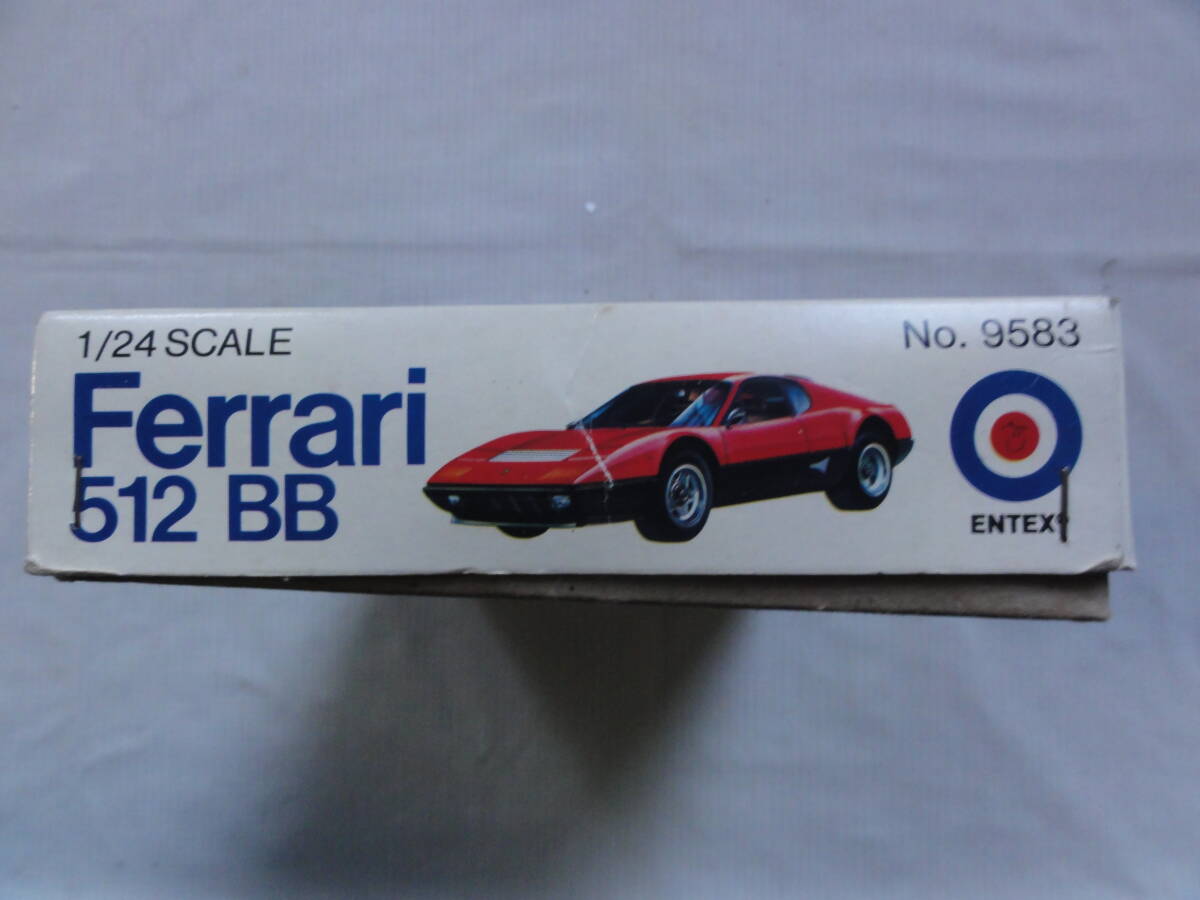 1/24 SCALE
No. 9583
Ferrari
512 BB
ENTEX®